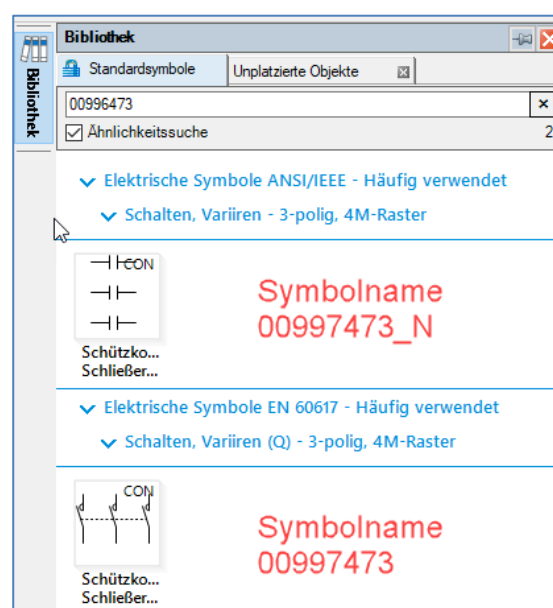 Bibliothek
Bibliothek
Standardsymbole
Unplatzierte Objekte
00996473
Ähnlichkeitssuche
2
Elektrische Symbole ANSI/IEEE - Häufig verwendet
Schalten, Variiren - 3-polig, 4M-Raster
CON
Symbolname
00997473_N
Schützko...
Schließer...
Elektrische Symbole EN 60617 - Häufig verwendet
Schalten, Variiren (Q) - 3-polig, 4M-Raster
CON
Symbolname
00997473
Schützko...
Schließer...